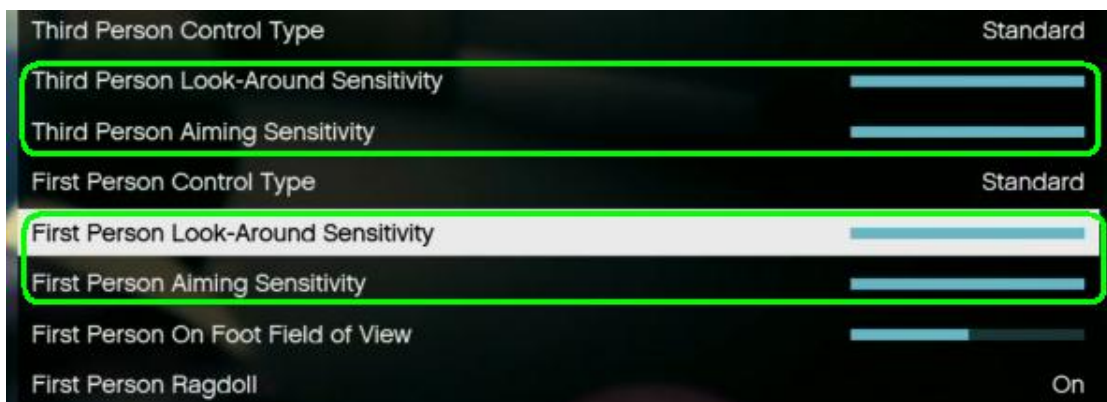 Third Person Control Type Standard
Third Person Look-Around Sensitivity
Third Person Aiming Sensitivity
First Person Control Type Standard
First Person Look-Around Sensitivity
First Person Aiming Sensitivity
First Person On Foot Field of View
First Person Ragdoll On